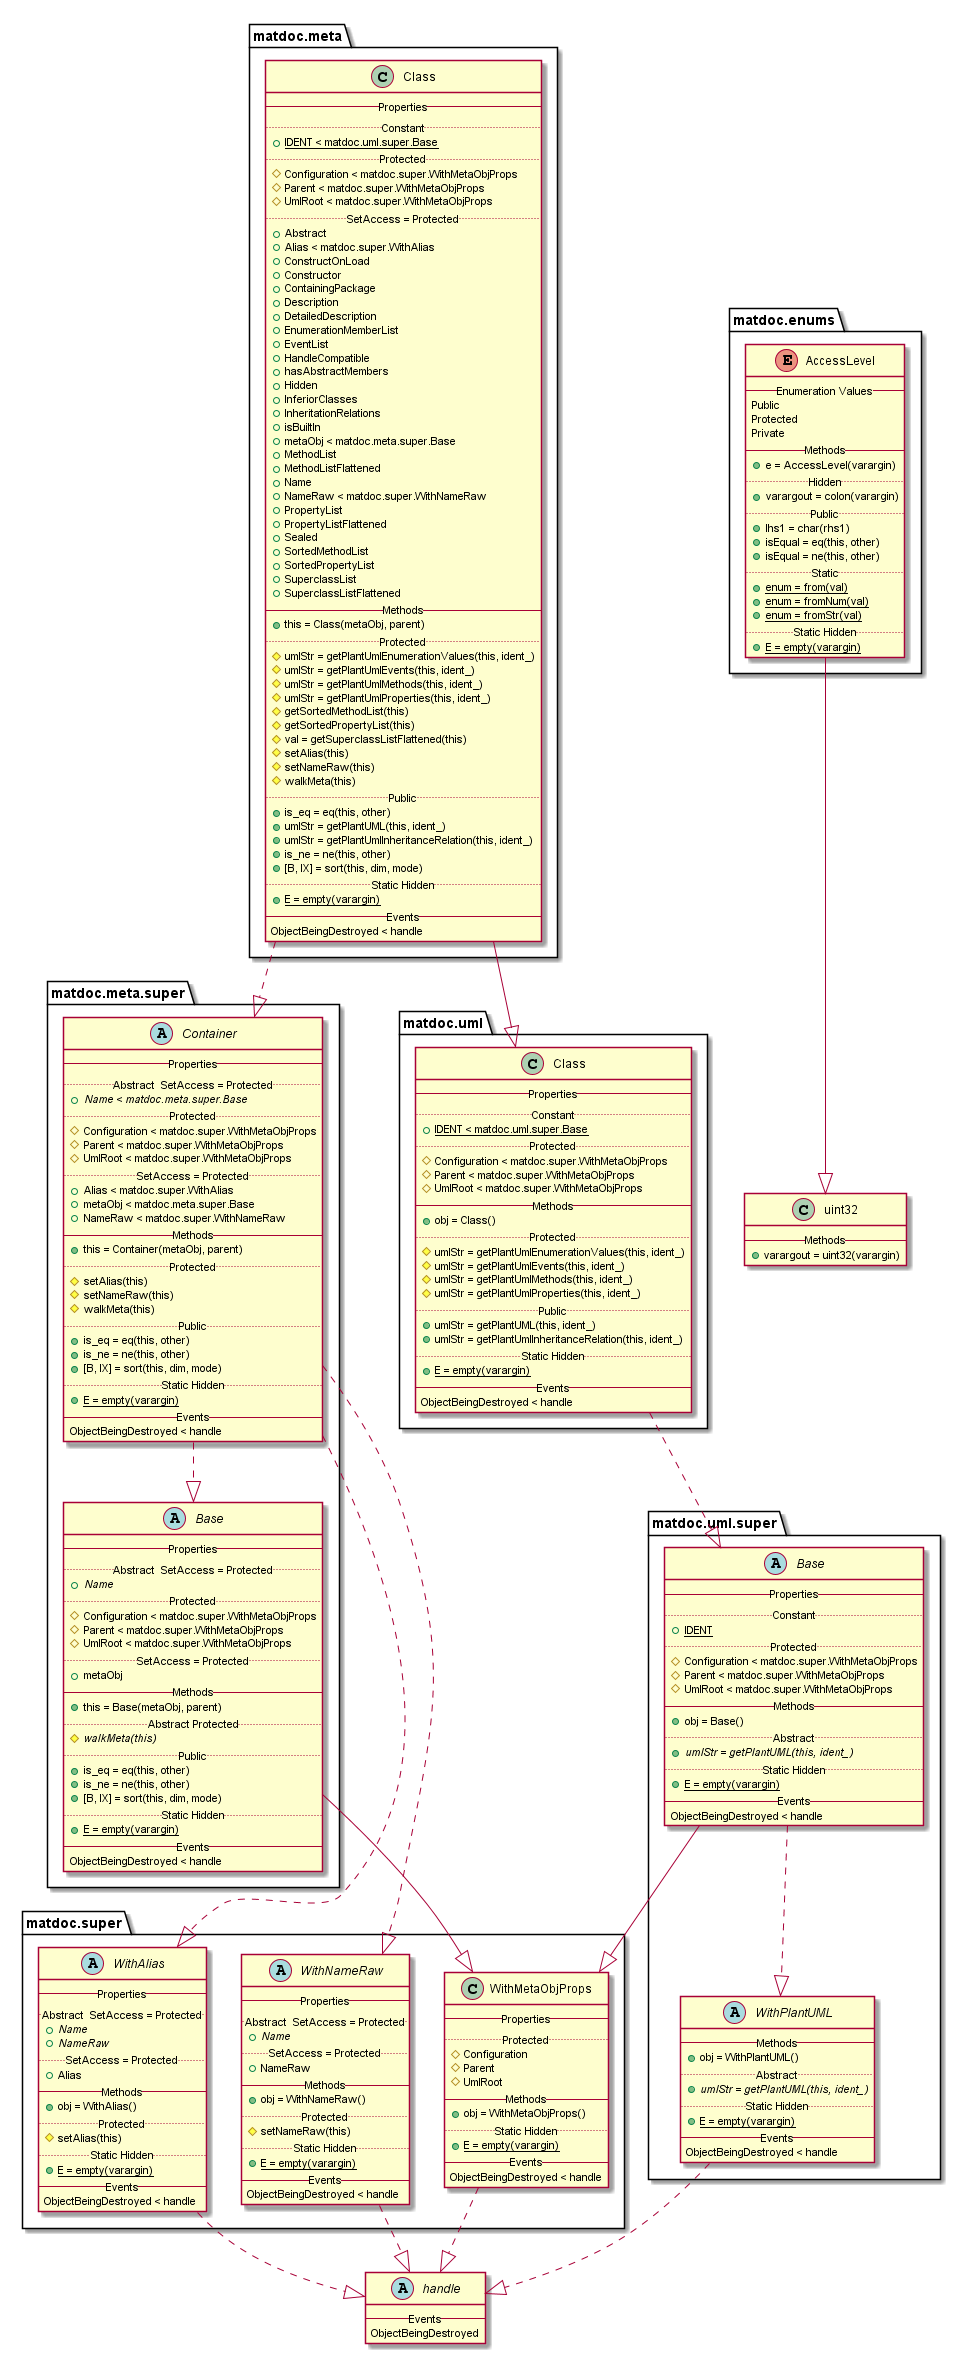 matdoc.meta
C Class
Properties
Constant
IDENT < matdoc.uml.super.Base
Protected
Configuration < matdoc.super.WithMetaObjProps
Parent < matdoc.super.WithMetaObjProps
UmlRoot < matdoc.super.WithMetaObjProps
SetAccess = Protected
Abstract
Alias < matdoc.super.WithAlias
ConstructOnLoad
Constructor
ContainingPackage
Description
DetailedDescription
EnumerationMemberList
EventList
HandleCompatible
hasAbstractMembers
Hidden
InferiorClasses
InheritationRelations
isBuiltIn
metaObj < matdoc.meta.super.Base
MethodList
MethodListFlattened
Name
NameRaw < matdoc.super.WithNameRaw
PropertyList
PropertyListFlattened
Sealed
SortedMethodList
SortedPropertyList
SuperclassList
SuperclassListFlattened
Methods
this = Class(metaObj, parent)
Protected
umlStr = getPlantUmlEnumerationValues(this, ident_)
umlStr = getPlantUmlEvents(this, ident_)
umlStr = getPlantUmlMethods(this, ident_)
umlStr = getPlantUmlProperties(this, ident_)
getSortedMethodList(this)
getSortedPropertyList(this)
val = getSuperclassListFlattened(this)
setAlias(this)
setNameRaw(this)
walkMeta(this)
Public
is_eq = eq(this, other)
umlStr = getPlantUML(this, ident_)
umlStr = getPlantUmlInheritanceRelation(this, ident_)
is_ne = ne(this, other)
[B, IX] = sort(this, dim, mode)
Static Hidden
E = empty(varargin)
Events
ObjectBeingDestroyed < handle
matdoc.enums
E AccessLevel
Enumeration Values
Public
Protected
Private
Methods
e = AccessLevel(varargin)
Hidden
varargout = colon(varargin)
Public
lhs1 = char(rhs1)
isEqual = eq(this, other)
isEqual = ne(this, other)
Static
enum = from(val)
enum = fromNum(val)
enum = fromStr(val)
Static Hidden
E = empty(varargin)
matdoc.meta.super
A Container
Properties
Abstract SetAccess = Protected
Name < matdoc.meta.super.Base
Protected
Configuration < matdoc.super.WithMetaObjProps
Parent < matdoc.super.WithMetaObjProps
UmlRoot < matdoc.super.WithMetaObjProps
SetAccess = Protected
Alias < matdoc.super.WithAlias
metaObj < matdoc.meta.super.Base
NameRaw < matdoc.super.WithNameRaw
Methods
this = Container(metaObj, parent)
Protected
setAlias(this)
setNameRaw(this)
walkMeta(this)
Public
is_eq = eq(this, other)
is_ne = ne(this, other)
[B, IX] = sort(this, dim, mode)
Static Hidden
E = empty(varargin)
Events
ObjectBeingDestroyed < handle
matdoc.uml
C Class
Properties
Constant
IDENT < matdoc.uml.super.Base
Protected
Configuration < matdoc.super.WithMetaObjProps
Parent < matdoc.super.WithMetaObjProps
UmlRoot < matdoc.super.WithMetaObjProps
Methods
obj = Class()
Protected
umlStr = getPlantUmlEnumerationValues(this, ident_)
umlStr = getPlantUmlEvents(this, ident_)
umlStr = getPlantUmlMethods(this, ident_)
umlStr = getPlantUmlProperties(this, ident_)
Public
umlStr = getPlantUML(this, ident_)
umlStr = getPlantUmlInheritanceRelation(this, ident_)
Static Hidden
E = empty(varargin)
Events
ObjectBeingDestroyed < handle
C uint32
Methods
varargout = uint32(varargin)
A Base
Properties
Abstract SetAccess = Protected
Name
Protected
Configuration < matdoc.super.WithMetaObjProps
Parent < matdoc.super.WithMetaObjProps
UmlRoot < matdoc.super.WithMetaObjProps
SetAccess = Protected
metaObj
Methods
this = Base(metaObj, parent)
Abstract Protected
walkMeta(this)
Public
is_eq = eq(this, other)
is_ne = ne(this, other)
[B, IX] = sort(this, dim, mode)
Static Hidden
E = empty(varargin)
Events
ObjectBeingDestroyed < handle
matdoc.uml.super
A Base
Properties
Constant
IDENT
Protected
Configuration < matdoc.super.WithMetaObjProps
Parent < matdoc.super.WithMetaObjProps
UmlRoot < matdoc.super.WithMetaObjProps
Methods
obj = Base()
Abstract
umlStr = getPlantUML(this, ident_)
Static Hidden
E = empty(varargin)
Events
ObjectBeingDestroyed < handle
matdoc.super
A WithAlias
Properties
Abstract SetAccess = Protected
Name
NameRaw
SetAccess = Protected
Alias
Methods
obj = WithAlias()
Protected
setAlias(this)
Static Hidden
E = empty(varargin)
Events
ObjectBeingDestroyed < handle
A WithNameRaw
Properties
Abstract SetAccess = Protected
Name
SetAccess = Protected
NameRaw
Methods
obj = WithNameRaw()
Protected
setNameRaw(this)
Static Hidden
E = empty(varargin)
Events
ObjectBeingDestroyed < handle
C WithMetaObjProps
Properties
Protected
Configuration
Parent
UmlRoot
Methods
obj = WithMetaObjProps()
Static Hidden
E = empty(varargin)
Events
ObjectBeingDestroyed < handle
A WithPlantUML
Methods
obj = WithPlantUML()
Abstract
umlStr = getPlantUML(this, ident_)
Static Hidden
E = empty(varargin)
Events
ObjectBeingDestroyed < handle
A handle
Events
ObjectBeingDestroyed